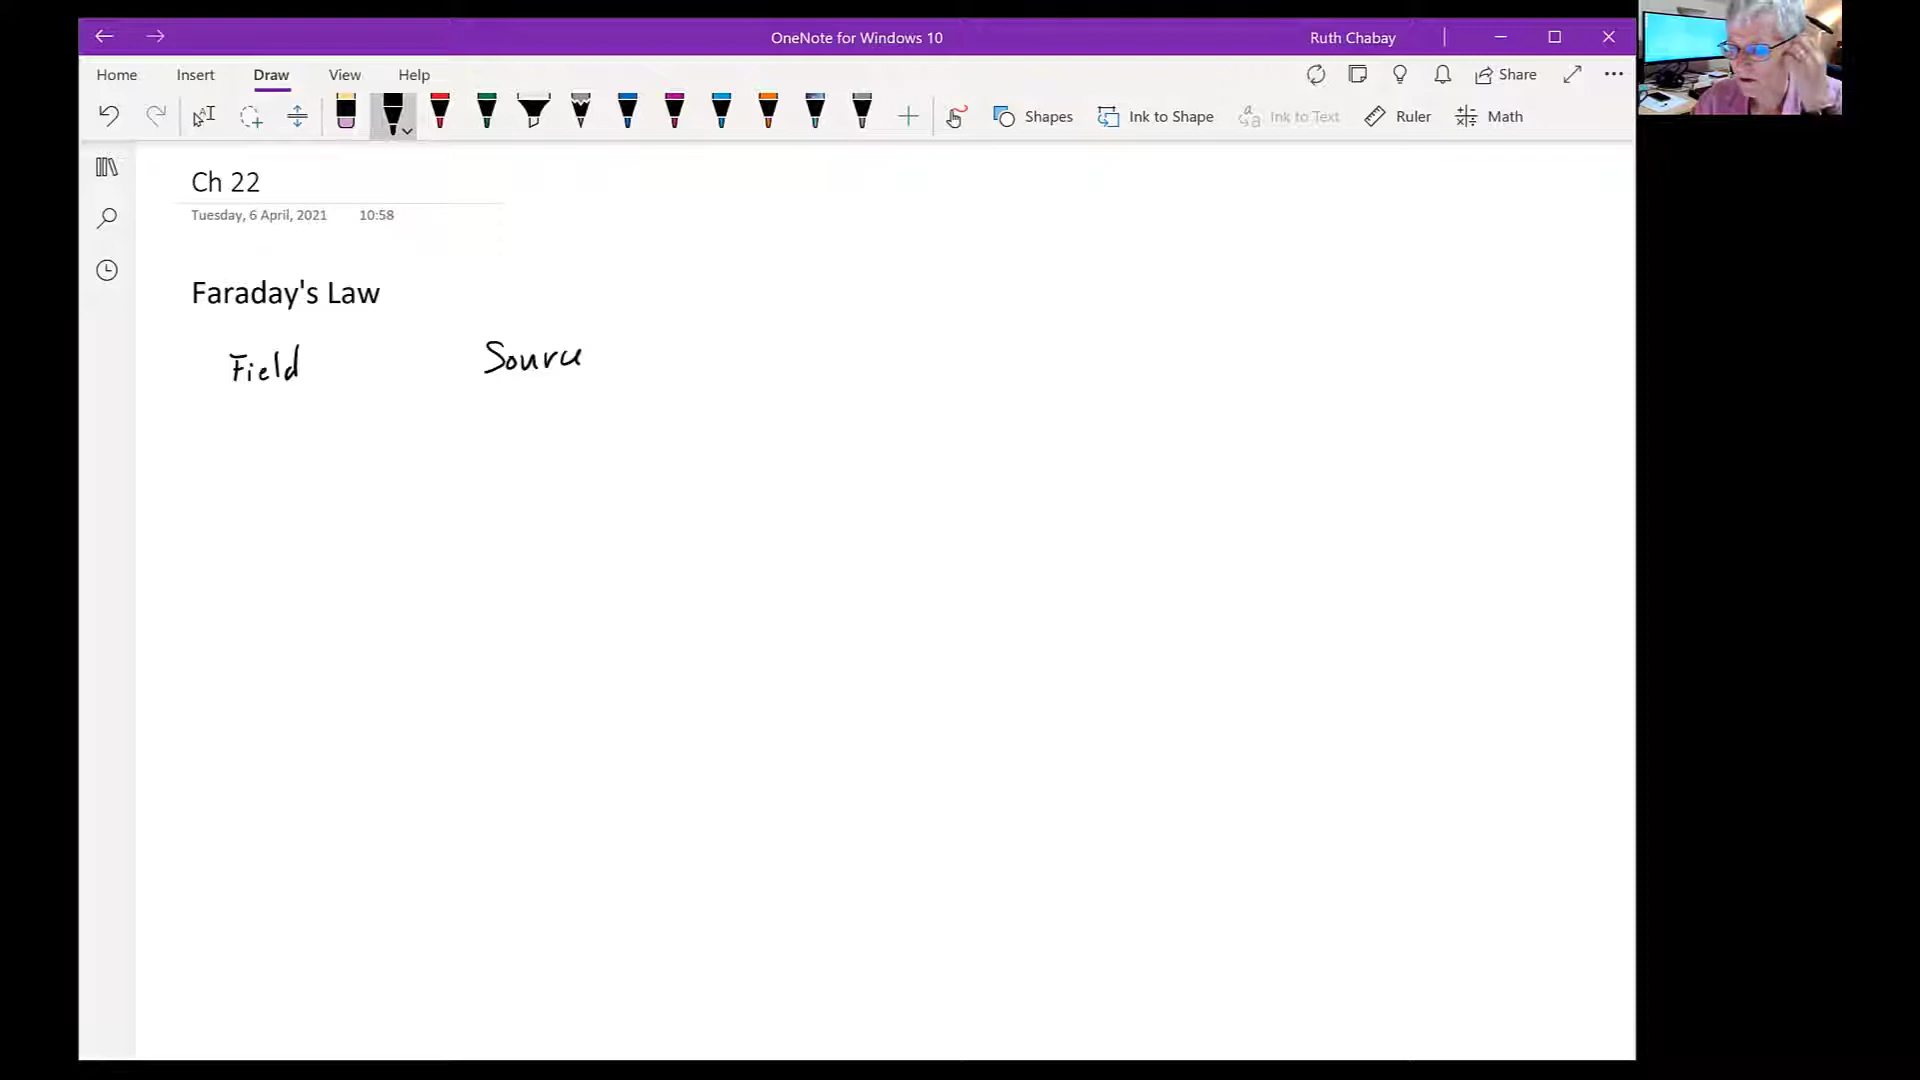 OneNote for Windows 10
Ruth Chabay
Home Insert Draw View Help
Share
Shapes Ink to Shape Ink to Text Ruler Math
Ch 22
Tuesday, 6 April, 2021 10:58
Faraday's Law
Field Source